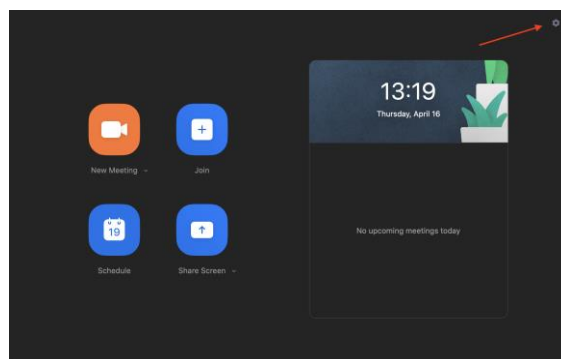 13:19
Thursday, April 16
New Meeting
Join
No upcoming meetings today
19
Schedule
Share Screen